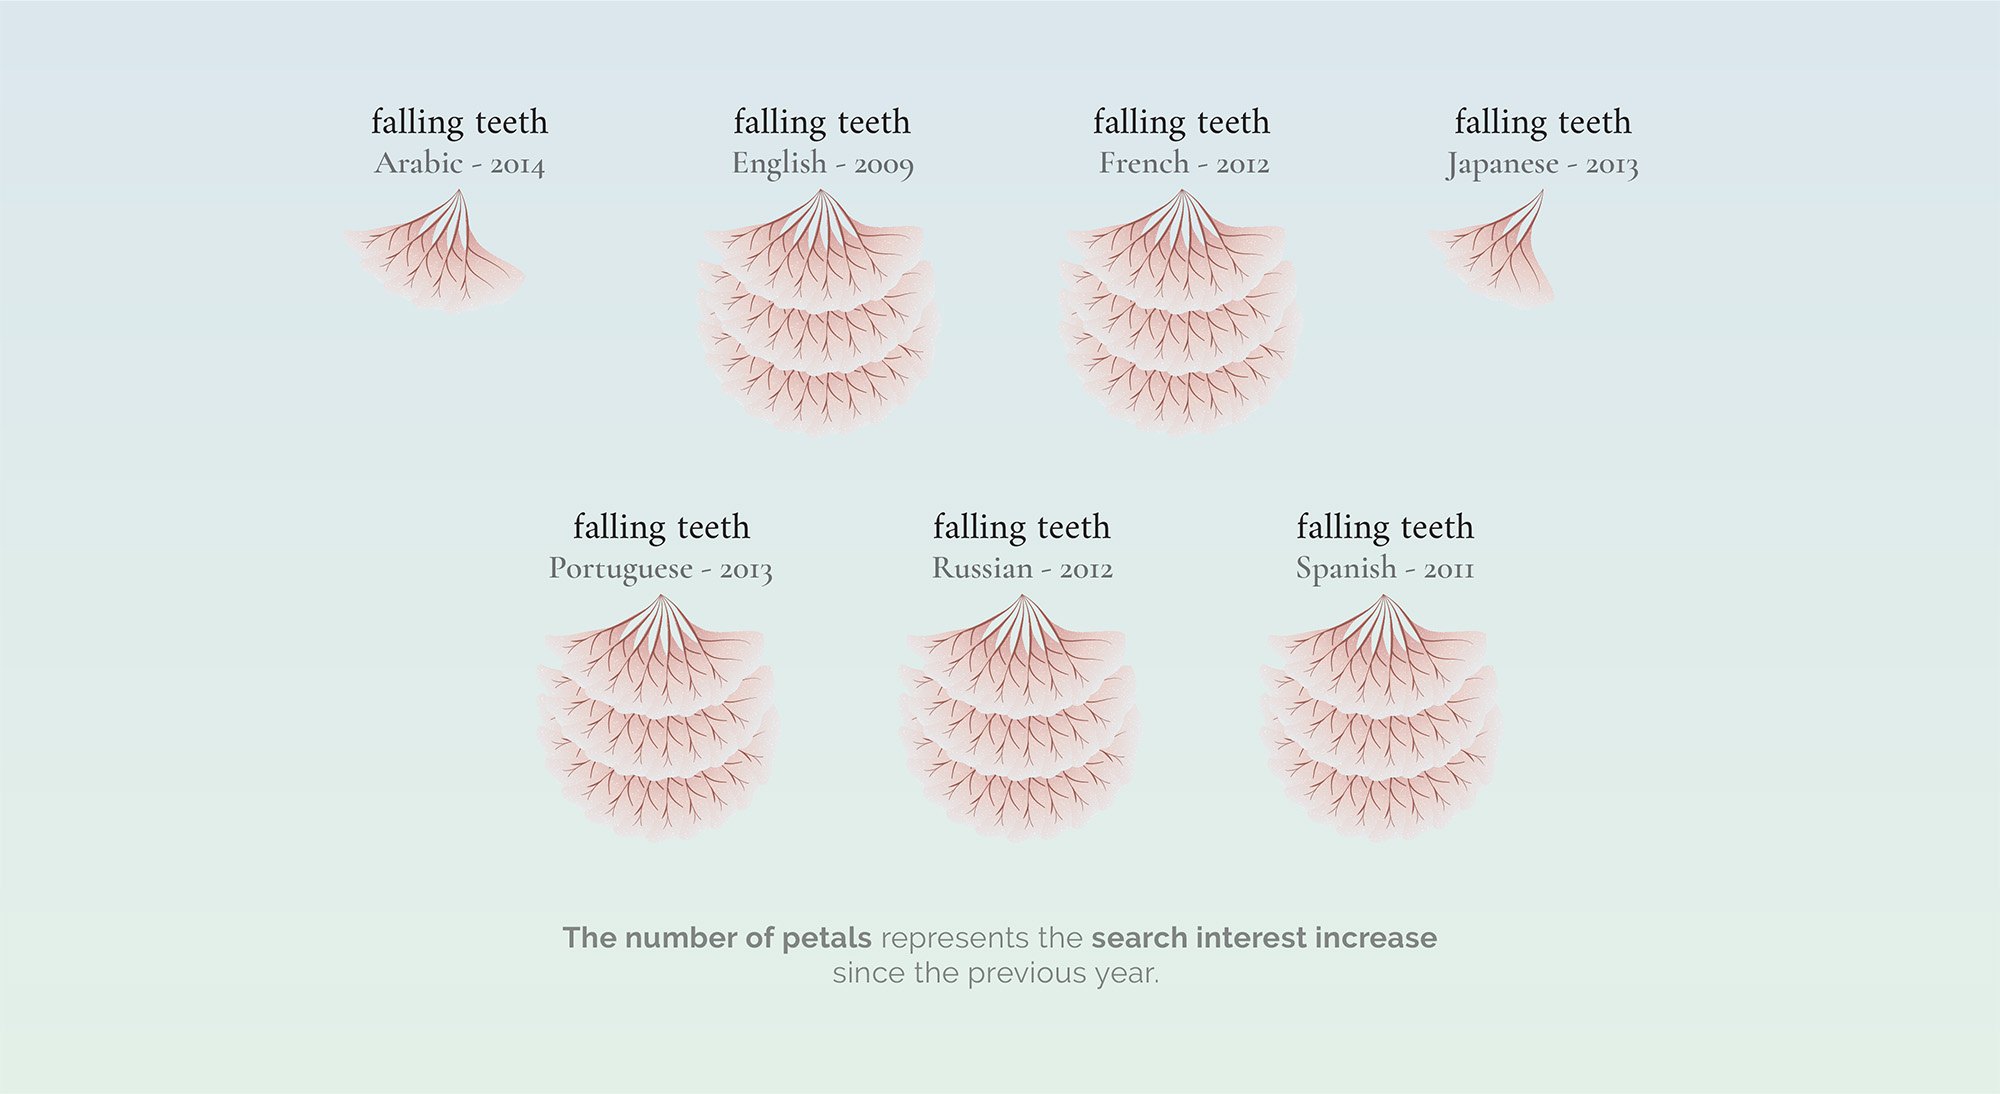 falling teeth
Arabic - 2014
falling teeth
English - 2009
falling teeth
French - 2012
falling teeth
Japanese - 2013
falling teeth
Portuguese - 2013
falling teeth
Russian - 2012
falling teeth
Spanish - 2011
The number of petals represents the search interest increase
since the previous year.